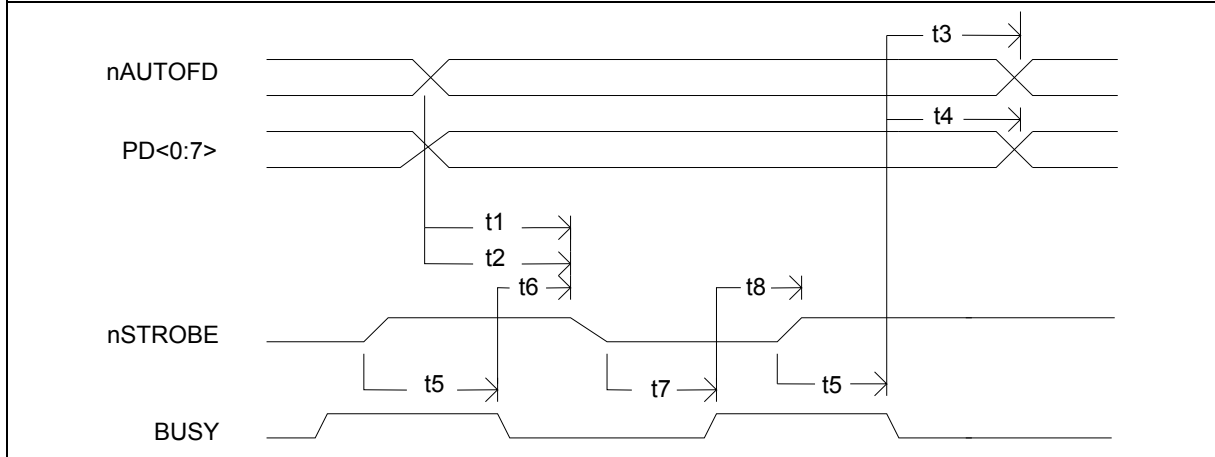 t3
nAUTOFD
t4
PD<0:7>
t1
t2
t6
t8
nSTROBE
t5
t7
t5
BUSY